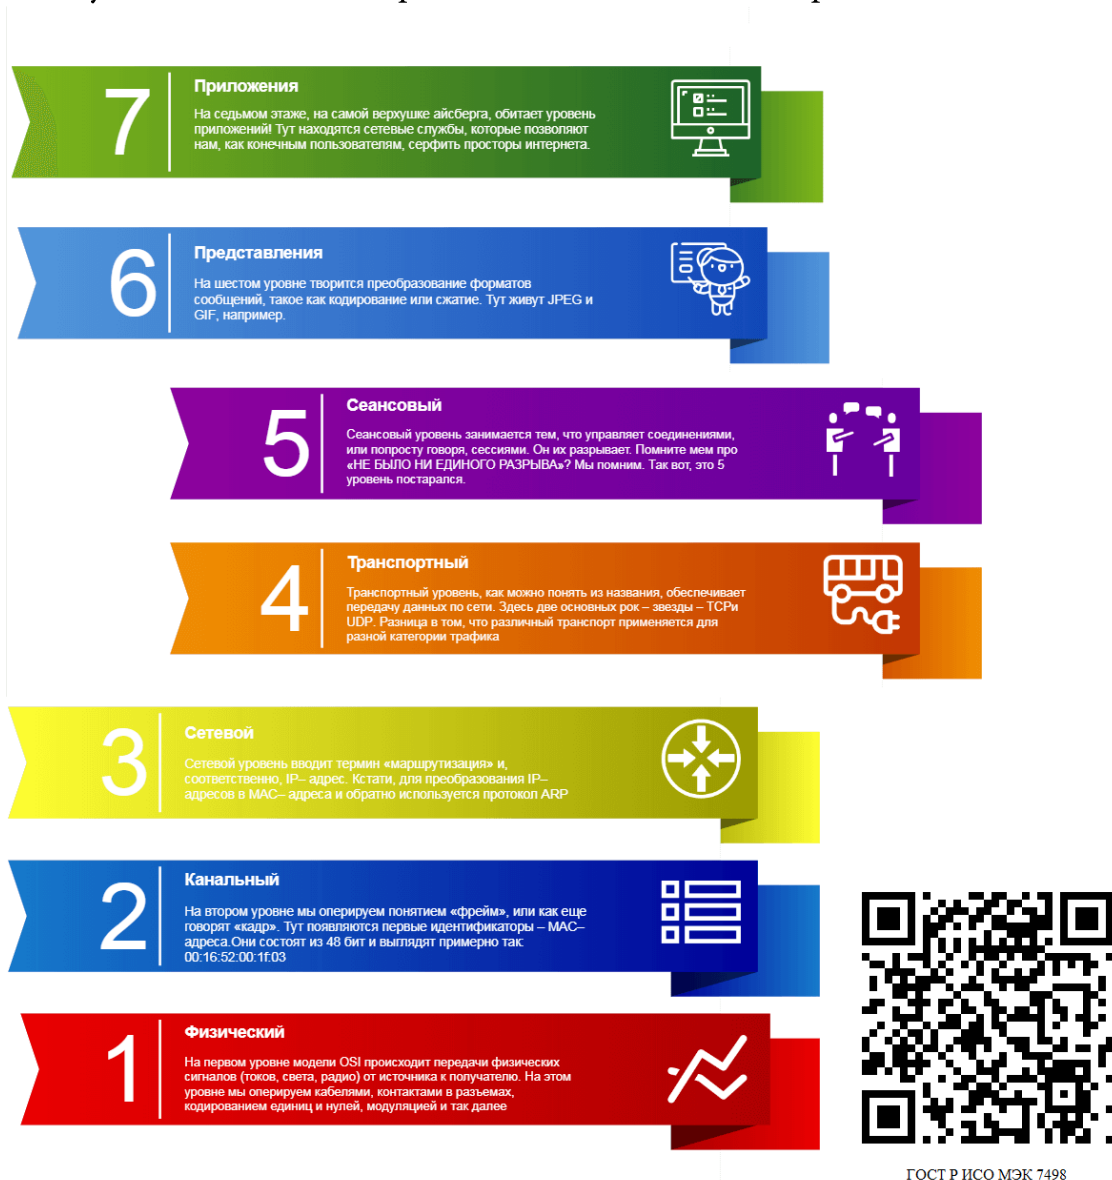 7
Приложения
На седьмом этаже, на самой верхушке айсберга, обитает уровень
приложений! Тут находятся сетевые службы, которые позволяют
нам, как конечным пользователям, серфить просторы интернета.
6
Представления
На шестом уровне творится преобразование форматов
сообщений, такое как кодирование или сжатие. Тут живут JPEG и
GIF, например.
5
Сеансовый
Сеансовый уровень занимается тем, что управляет соединениями,
или попросту говоря, сессиями. Он их разрывает. Помните мем про
«НЕ БЫЛО НИ ЕДИНОГО РАЗРЫВА»? Мы помним. Так вот, это 5
уровень постарался.
4
Транспортный
Транспортный уровень, как можно понять из названия, обеспечивает
передачу данных по сети. Здесь две основных рок – звезды – TCPи
UDP. Разница в том, что различный транспорт применяется для
разной категории трафика
3
Сетевой
Сетевой уровень вводит термин «маршрутизация» и,
соответственно, IP– адрес. Кстати, для преобразования IP–
адресов в MAC– адреса и обратно используется протокол ARP
2
Канальный
На втором уровне мы оперируем понятием «фрейм», или как еще
говорят «кадр». Тут появляются первые идентификаторы – MAC–
адреса.Они состоят из 48 бит и выглядят примерно так:
00:16:52:00:1f:03
1
Физический
На первом уровне модели OSI происходит передачи физических
сигналов (токов, света, радио) от источника к получателю. На этом
уровне мы оперируем кабелями, контактами в разъемах,
кодированием единиц и нулей, модуляцией и так далее
ГОСТ Р ИСО МЭК 7498